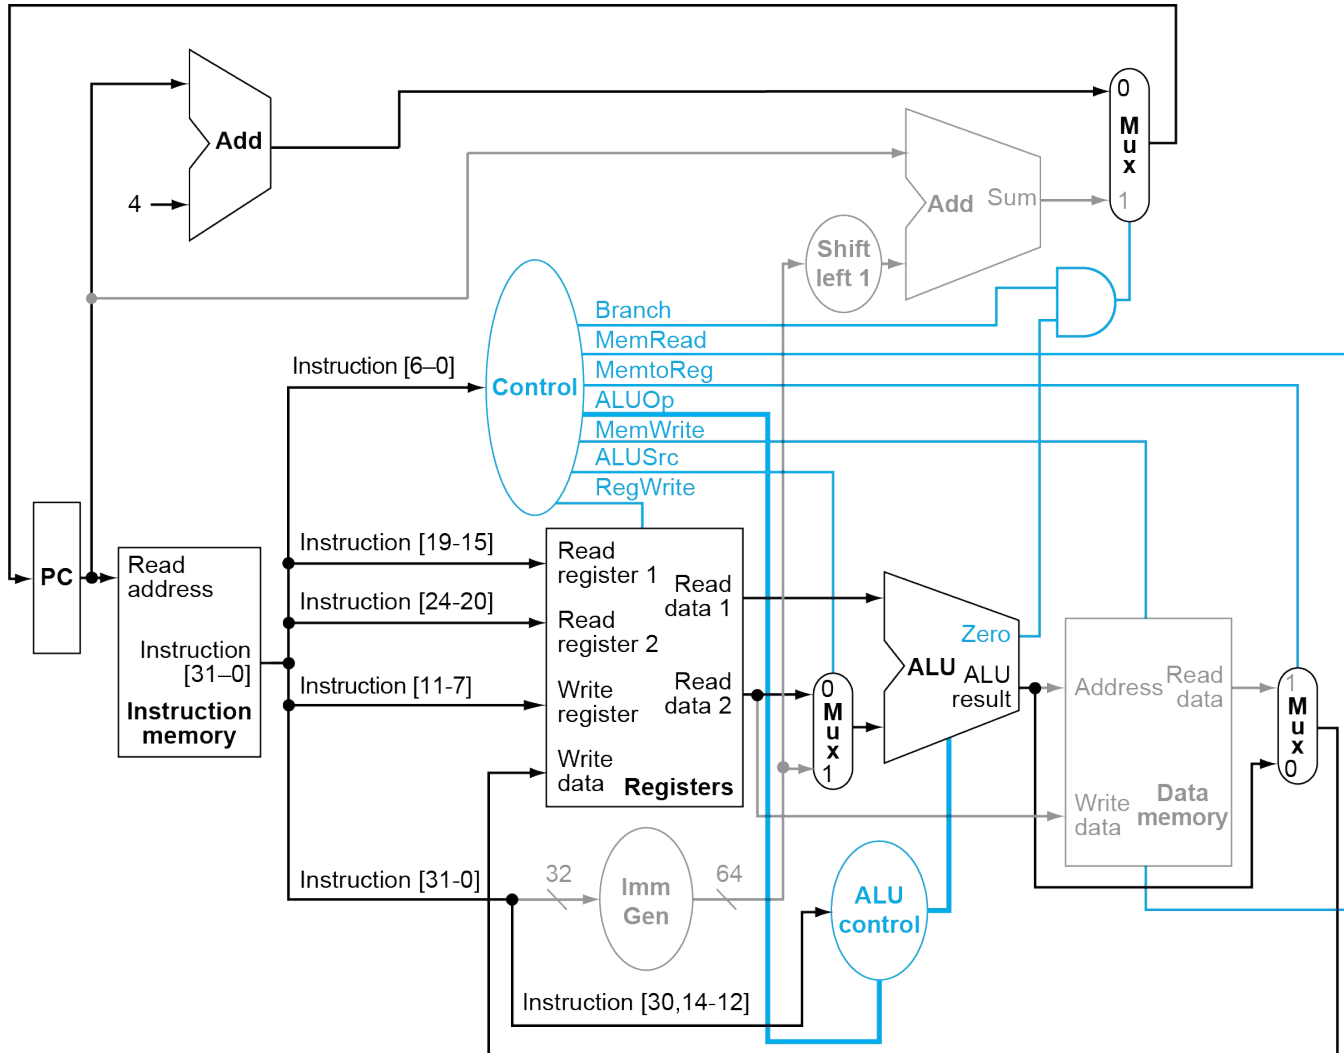 0
Mux
1
Add
4
Add
Sum
Shift
left 1
Branch
MemRead
MemtoReg
ALUOp
MemWrite
ALUSrc
RegWrite
Instruction [6–0]
Control
PC
Read
address
Instruction
[31–0]
Instruction
memory
Instruction [19-15]
Instruction [24-20]
Instruction [11-7]
Instruction [31-0]
Read
register 1
Read
register 2
Write
register
Write
data
Read
data 1
Read
data 2
Registers
0
Mux
1
Zero
ALU
ALU
result
Address
Read
data
Write
data
Data
memory
1
Mux
0
32
Imm
Gen
64
ALU
control
Instruction [30,14-12]